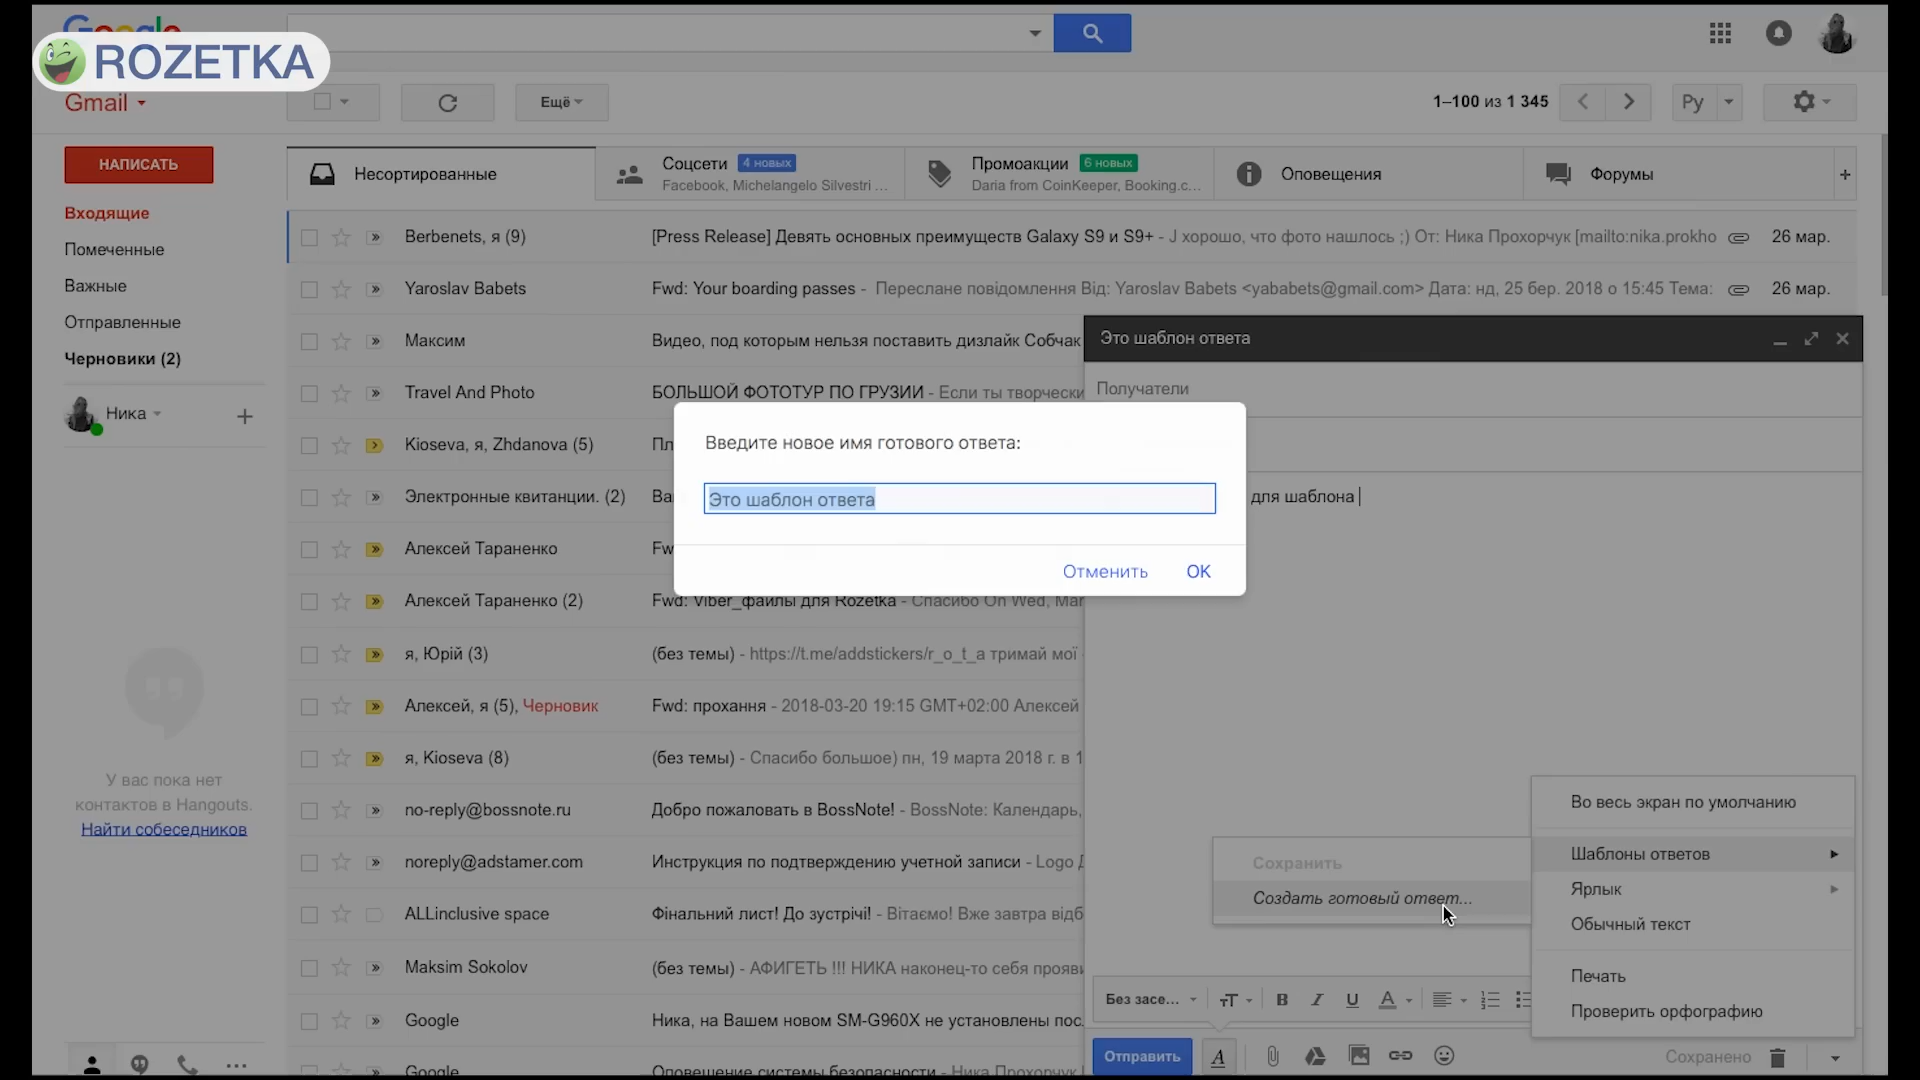 Google
ROZETKA
Gmail
Ещё
1–100 из 1 345
Ру
НАПИСАТЬ
Входящие
Помеченные
Важные
Отправленные
Черновики (2)
Ника
У вас пока нет
контактов в Hangouts.
Найти собеседников
Несортированные
Соцсети 4 новых
Facebook, Michelangelo Silvestri ...
Промоакции 6 новых
Daria from CoinKeeper, Booking.c...
Оповещения
Форумы
Berbenets, я (9) [Press Release] Девять основных преимуществ Galaxy S9 и S9+ - J хорошо, что фото нашлось ;) От: Ника Прохорчук [mailto:nika.prokho 26 мар.
Yaroslav Babets Fwd: Your boarding passes - Переслане повідомлення Від: Yaroslav Babets <yababets@gmail.com> Дата: нд, 25 бер. 2018 о 15:45 Тема: 26 мар.
Максим Видео, под которым нельзя поставить дизлайк Собчак
Travel And Photo БОЛЬШОЙ ФОТОТУР ПО ГРУЗИИ - Если ты творчески
Kioseva, я, Zhdanova (5) Пл
Электронные квитанции. (2) Ва
Алексей Тараненко Fw
Алексей Тараненко (2) Fwd: Viber_файлы для Rozetka - Спасибо On Wed, Mar
я, Юрій (3) (без темы) - https://t.me/addstickers/r_o_t_a тримай мої
Алексей, я (5), Черновик Fwd: прохання - 2018-03-20 19:15 GMT+02:00 Алексей
я, Kioseva (8) (без темы) - Спасибо большое) пн, 19 марта 2018 г. в 1
no-reply@bossnote.ru Добро пожаловать в BossNote! - BossNote: Календарь,
noreply@adstamer.com Инструкция по подтверждению учетной записи - Logo
ALLinclusive space Фінальний лист! До зустрічі! - Вітаємо! Вже завтра відб
Maksim Sokolov (без темы) - АФИГЕТЬ !!! НИКА наконец-то себя прояви
Google Ника, на Вашем новом SM-G960X не установлены пос
Google Оповещение системы безопасности - Ника Прохорчук
Это шаблон ответа
Получатели
для шаблона
Введите новое имя готового ответа:
Это шаблон ответа
Отменить OK
Во весь экран по умолчанию
Шаблоны ответов
Ярлык
Обычный текст
Печать
Проверить орфографию
Сохранить
Создать готовый ответ...
Без засе...
Отправить
Сохранено